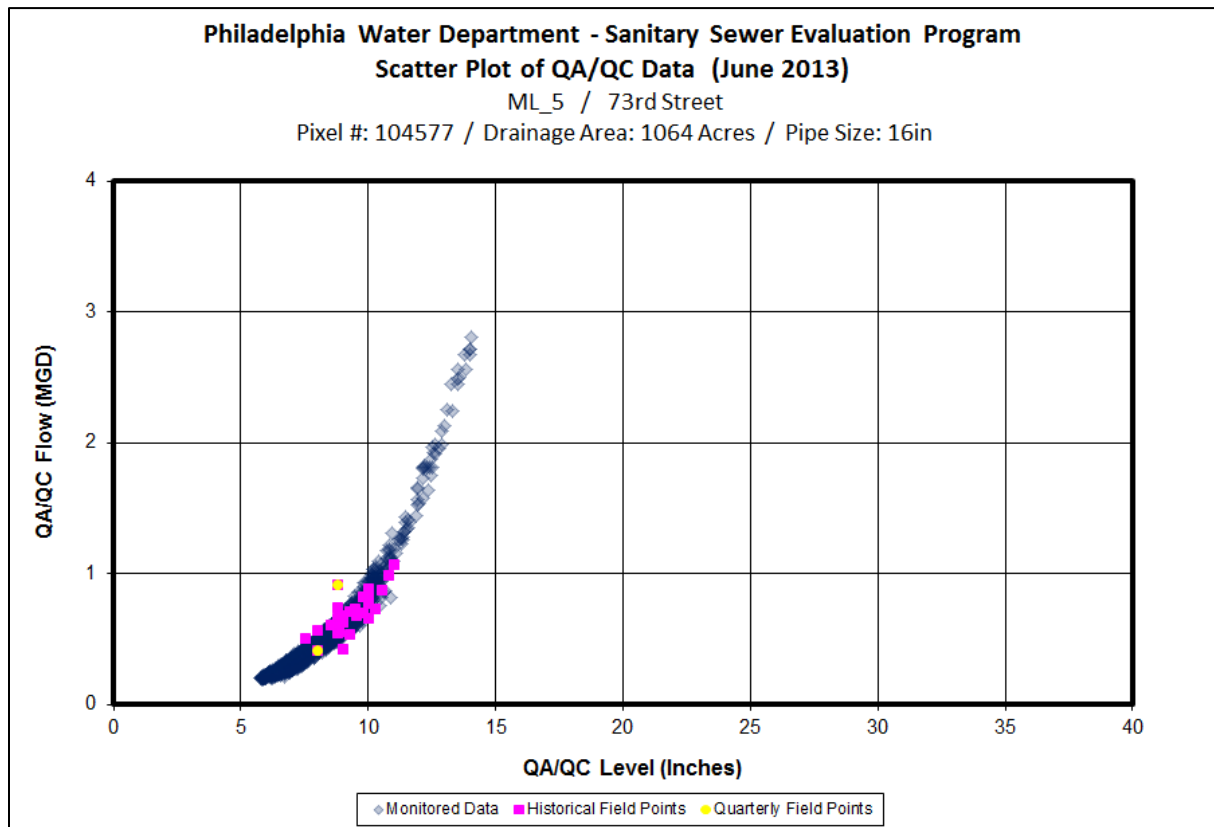 Philadelphia Water Department - Sanitary Sewer Evaluation Program
Scatter Plot of QA/QC Data (June 2013)
ML_5 / 73rd Street
Pixel #: 104577 / Drainage Area: 1064 Acres / Pipe Size: 16in
4
3
2
1
0
QA/QC Flow (MGD)
0 5 10 15 20 25 30 35 40
QA/QC Level (Inches)
Monitored Data Historical Field Points Quarterly Field Points